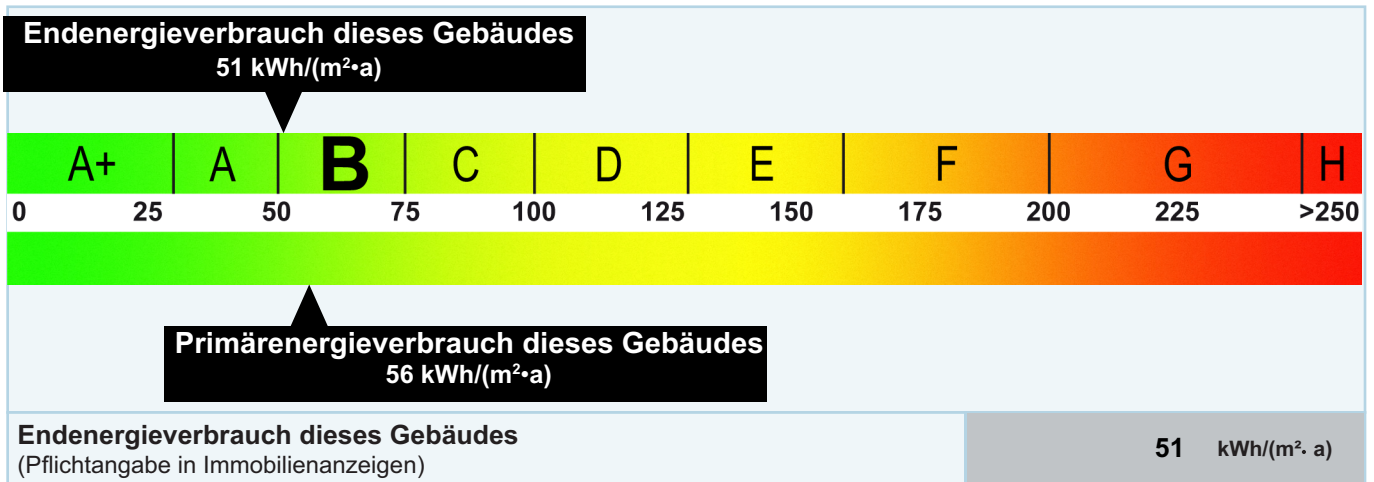 Endenergieverbrauch dieses Gebäudes
51 kWh/(m²•a)
A+ A B C D E F G H
0 25 50 75 100 125 150 175 200 225 >250
Primärenergieverbrauch dieses Gebäudes
56 kWh/(m²•a)
Endenergieverbrauch dieses Gebäudes
(Pflichtangabe in Immobilienanzeigen)
51 kWh/(m²· a)